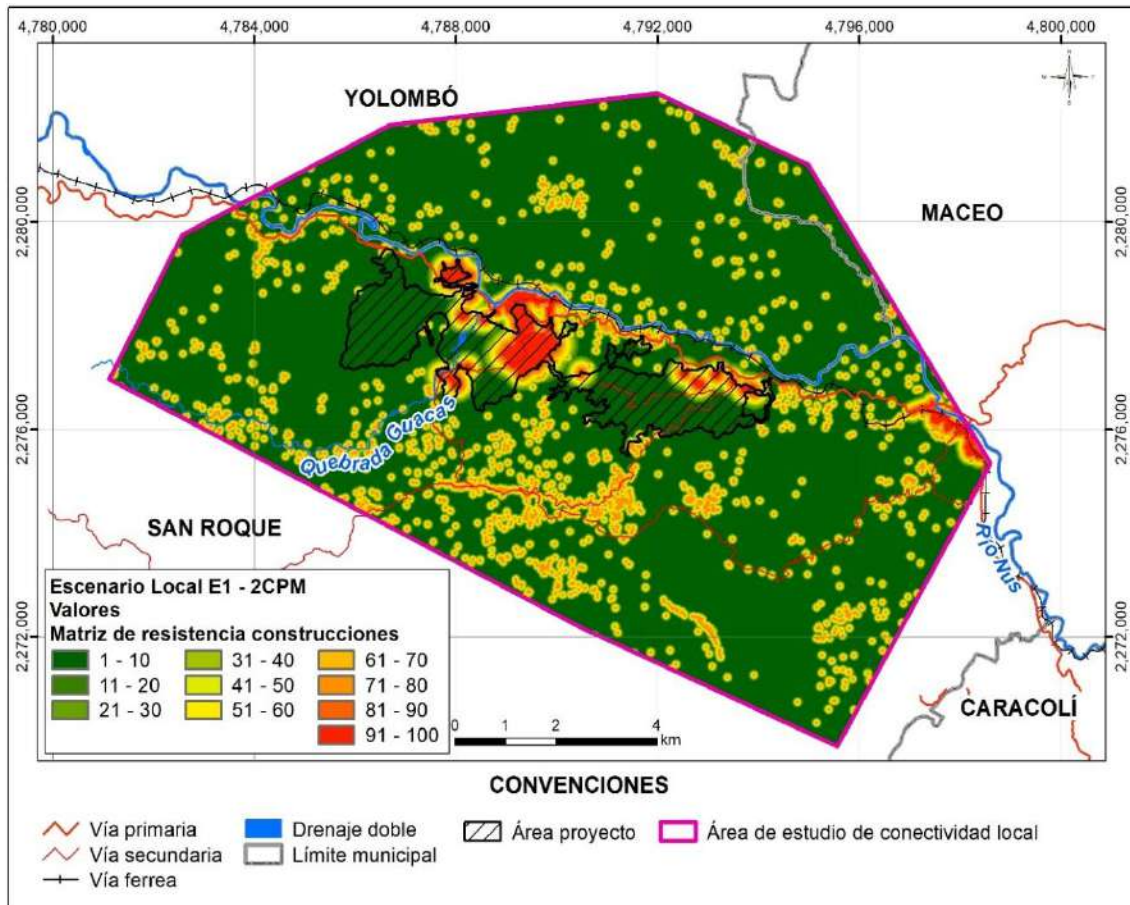 4,780,000 4,784,000 4,788,000 4,792,000 4,796,000 4,800,000
YOLOMBÓ
MACEO
2,280,000 2,280,000
2,276,000 2,276,000
Quebrada Guacas
SAN ROQUE
Río Nus
2,272,000 2,272,000
CARACOLÍ
Escenario Local E1 - 2CPM
Valores
Matriz de resistencia construcciones
1 - 10 31 - 40 61 - 70
11 - 20 41 - 50 71 - 80
21 - 30 51 - 60 81 - 90
91 - 100
0 1 2 4
km
CONVENCIONES
Vía primaria Drenaje doble Área proyecto Área de estudio de conectividad local
Vía secundaria Límite municipal
Vía ferrea